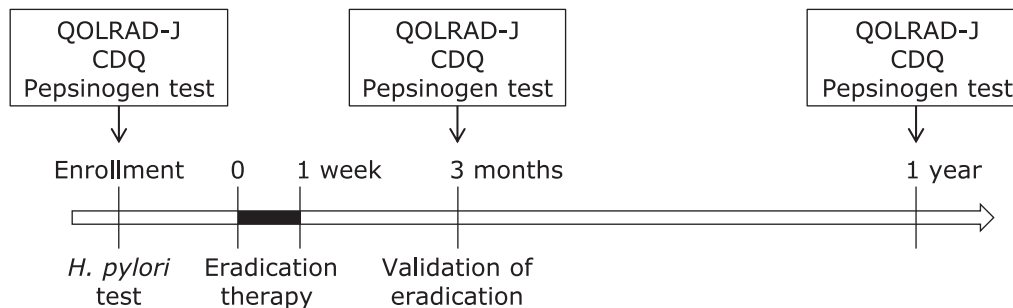 QOLRAD-J
CDQ
Pepsinogen test
QOLRAD-J
CDQ
Pepsinogen test
QOLRAD-J
CDQ
Pepsinogen test
Enrollment
0
1 week
3 months
1 year
H. pylori
test
Eradication
therapy
Validation of
eradication